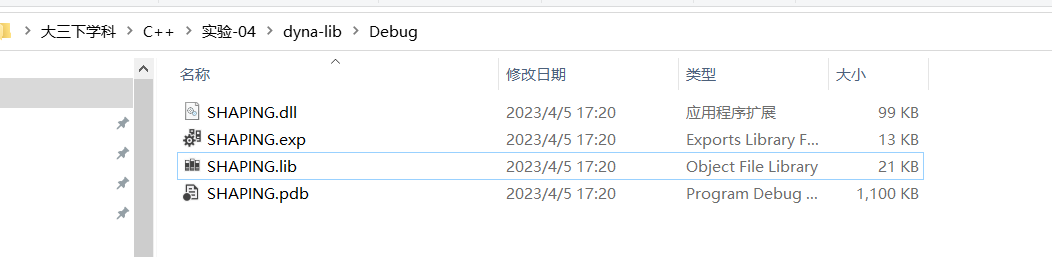 大三下学科 > C++ > 实验-04 > dyna-lib > Debug
名称 修改日期 类型 大小
SHAPING.dll 2023/4/5 17:20 应用程序扩展 99 KB
SHAPING.exp 2023/4/5 17:20 Exports Library F... 13 KB
SHAPING.lib 2023/4/5 17:20 Object File Library 21 KB
SHAPING.pdb 2023/4/5 17:20 Program Debug ... 1,100 KB